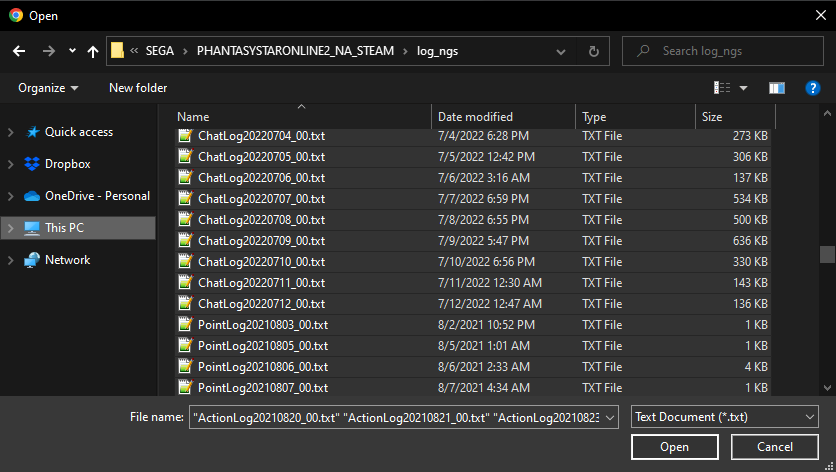 Open
« SEGA > PHANTASYSTARONLINE2_NA_STEAM > log_ngs
Search log_ngs
Organize New folder
Name Date modified Type Size
Quick access
Dropbox
OneDrive - Personal
This PC
Network
ChatLog20220704_00.txt 7/4/2022 6:28 PM TXT File 273 KB
ChatLog20220705_00.txt 7/5/2022 12:42 PM TXT File 306 KB
ChatLog20220706_00.txt 7/6/2022 3:16 AM TXT File 137 KB
ChatLog20220707_00.txt 7/7/2022 6:59 PM TXT File 534 KB
ChatLog20220708_00.txt 7/8/2022 6:55 PM TXT File 500 KB
ChatLog20220709_00.txt 7/9/2022 5:47 PM TXT File 636 KB
ChatLog20220710_00.txt 7/10/2022 6:56 PM TXT File 330 KB
ChatLog20220711_00.txt 7/11/2022 12:30 AM TXT File 143 KB
ChatLog20220712_00.txt 7/12/2022 12:47 AM TXT File 136 KB
PointLog20210803_00.txt 8/2/2021 10:52 PM TXT File 1 KB
PointLog20210805_00.txt 8/5/2021 1:01 AM TXT File 1 KB
PointLog20210806_00.txt 8/6/2021 2:33 AM TXT File 4 KB
PointLog20210807_00.txt 8/7/2021 4:34 AM TXT File 1 KB
File name: "ActionLog20210820_00.txt" "ActionLog20210821_00.txt" "ActionLog20210823 Text Document (*.txt)
Open Cancel